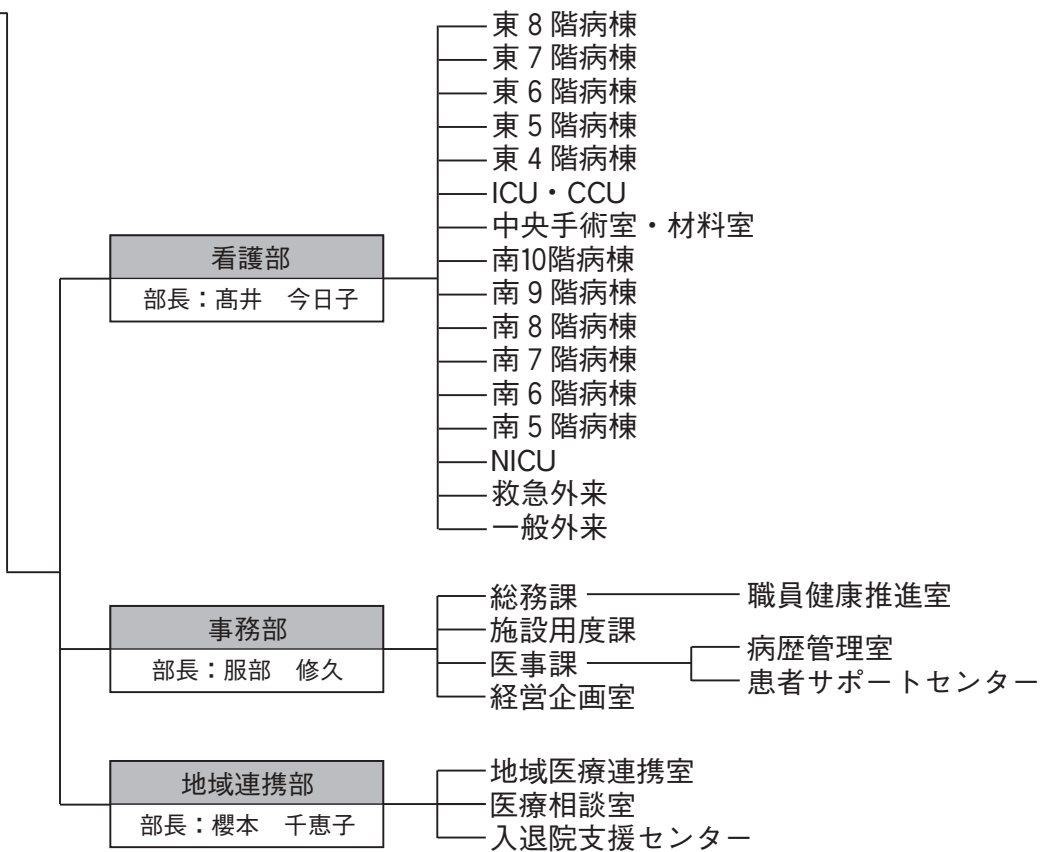 東 8 階病棟
東 7 階病棟
東 6 階病棟
東 5 階病棟
東 4 階病棟
ICU・CCU
中央手術室・材料室
南10階病棟
南 9 階病棟
南 8 階病棟
南 7 階病棟
南 6 階病棟
南 5 階病棟
NICU
救急外来
一般外来
看護部
部長：髙井　今日子
事務部
部長：服部　修久
総務課
職員健康推進室
施設用度課
医事課
病歴管理室
患者サポートセンター
経営企画室
地域連携部
部長：櫻本　千恵子
地域医療連携室
医療相談室
入退院支援センター